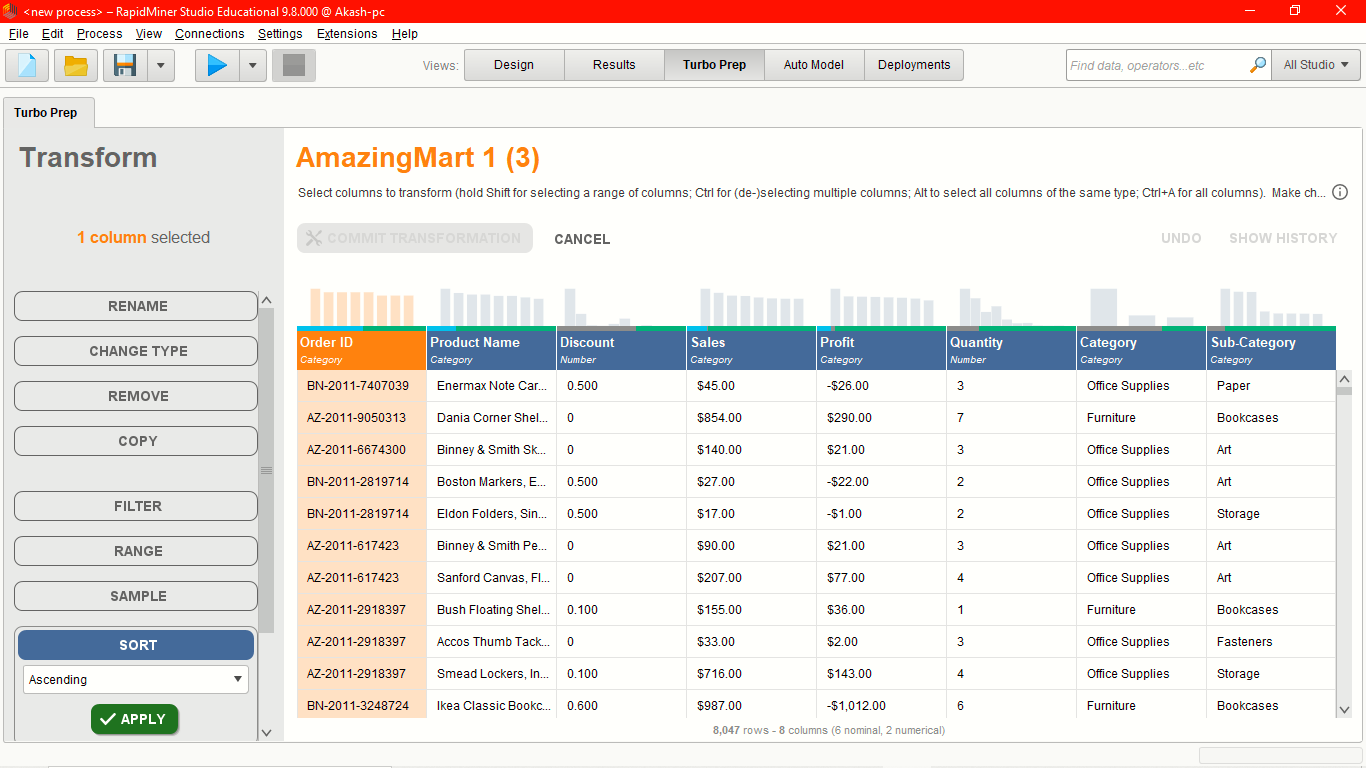 <new process> – RapidMiner Studio Educational 9.8.000 @ Akash-pc
File Edit Process View Connections Settings Extensions Help
Views: Design Results Turbo Prep Auto Model Deployments Find data, operators...etc All Studio
Turbo Prep
Transform
1 column selected
RENAME
CHANGE TYPE
REMOVE
COPY
FILTER
RANGE
SAMPLE
SORT
Ascending
APPLY
AmazingMart 1 (3)
Select columns to transform (hold Shift for selecting a range of columns; Ctrl for (de-)selecting multiple columns; Alt to select all columns of the same type; Ctrl+A for all columns). Make ch...
COMMIT TRANSFORMATION CANCEL UNDO SHOW HISTORY
Order ID Product Name Discount Sales Profit Quantity Category Sub-Category
Category Category Number Category Category Number Category Category
BN-2011-7407039 Enermax Note Car... 0.500 $45.00 -$26.00 3 Office Supplies Paper
AZ-2011-9050313 Dania Corner Shel... 0 $854.00 $290.00 7 Furniture Bookcases
AZ-2011-6674300 Binney & Smith Sk... 0 $140.00 $21.00 3 Office Supplies Art
BN-2011-2819714 Boston Markers, E... 0.500 $27.00 -$22.00 2 Office Supplies Art
BN-2011-2819714 Eldon Folders, Sin... 0.500 $17.00 -$1.00 2 Office Supplies Storage
AZ-2011-617423 Binney & Smith Pe... 0 $90.00 $21.00 3 Office Supplies Art
AZ-2011-617423 Sanford Canvas, Fl... 0 $207.00 $77.00 4 Office Supplies Art
AZ-2011-2918397 Bush Floating Shel... 0.100 $155.00 $36.00 1 Furniture Bookcases
AZ-2011-2918397 Accos Thumb Tack... 0 $33.00 $2.00 3 Office Supplies Fasteners
AZ-2011-2918397 Smead Lockers, In... 0.100 $716.00 $143.00 4 Office Supplies Storage
BN-2011-3248724 Ikea Classic Bookc... 0.600 $987.00 -$1,012.00 6 Furniture Bookcases
8,047 rows - 8 columns (6 nominal, 2 numerical)